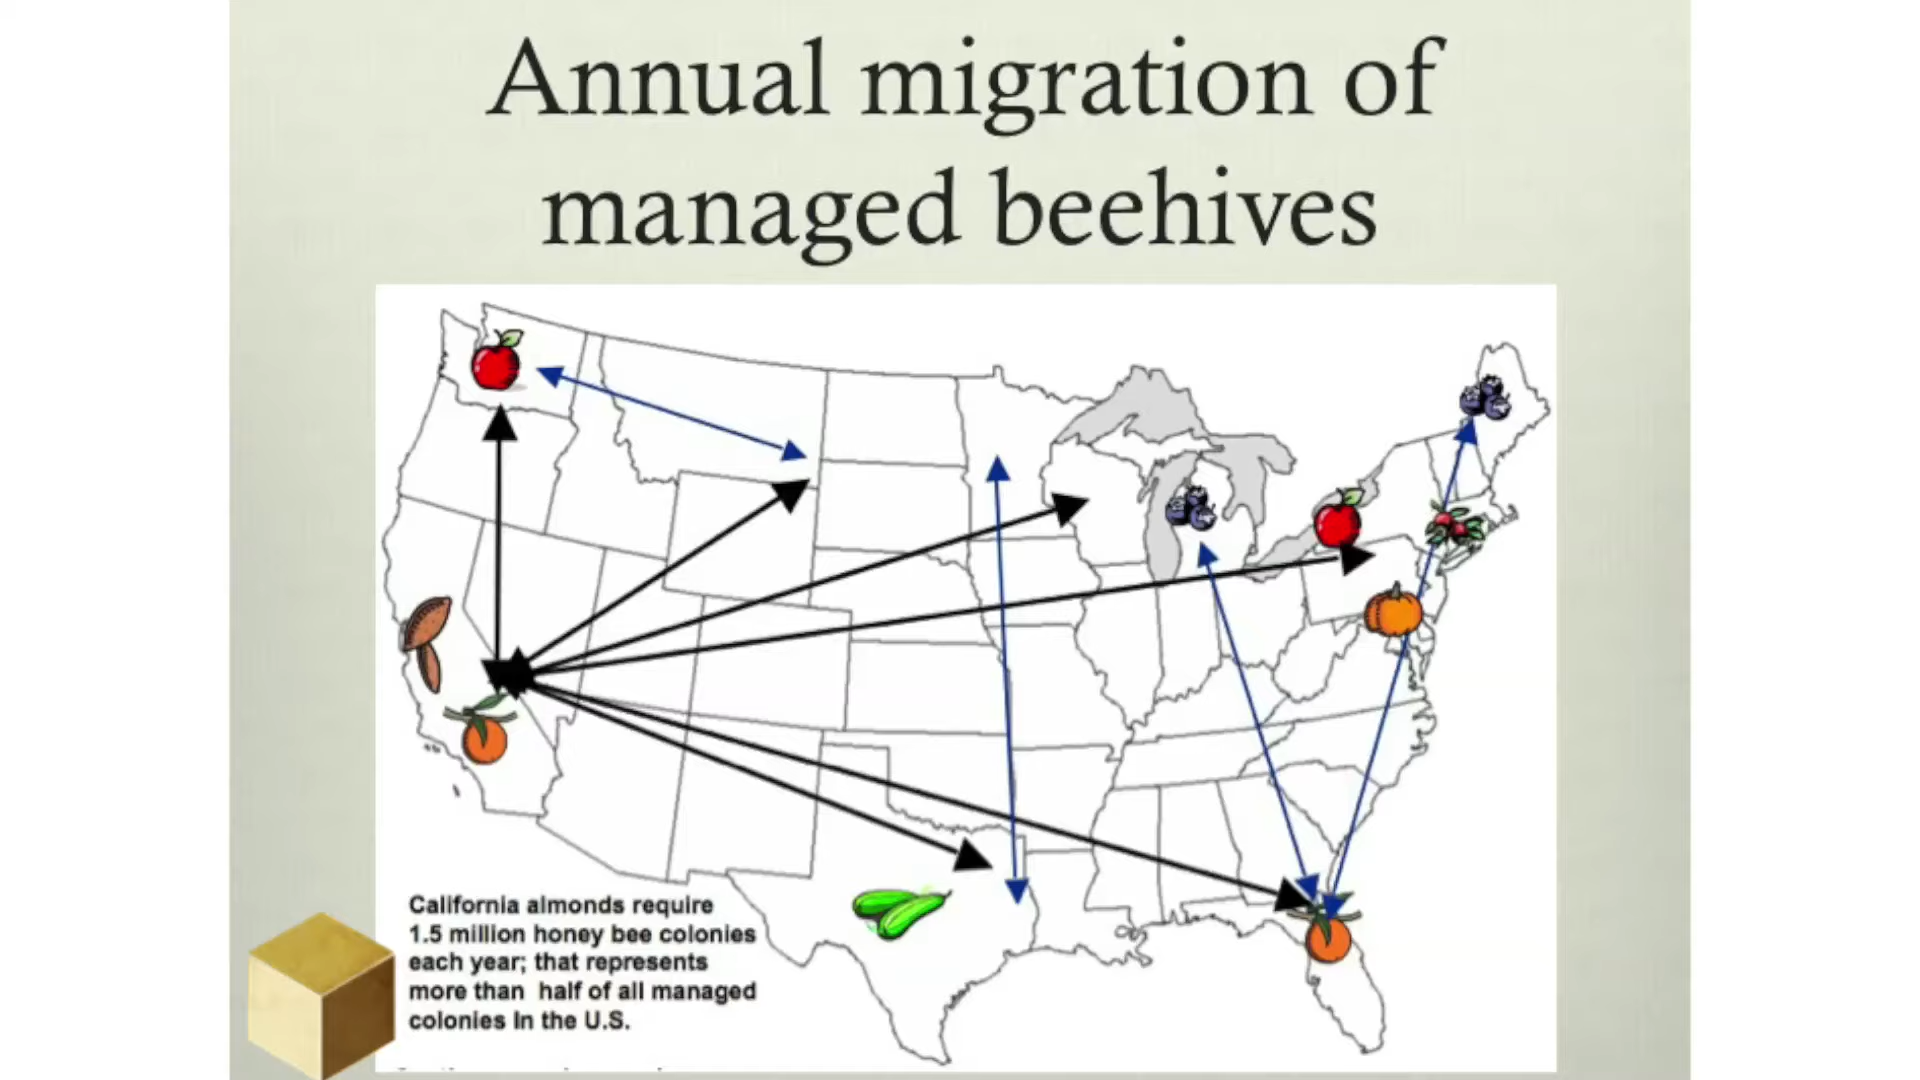 Annual migration of
managed beehives
California almonds require
1.5 million honey bee colonies
each year; that represents
more than half of all managed
colonies In the U.S.